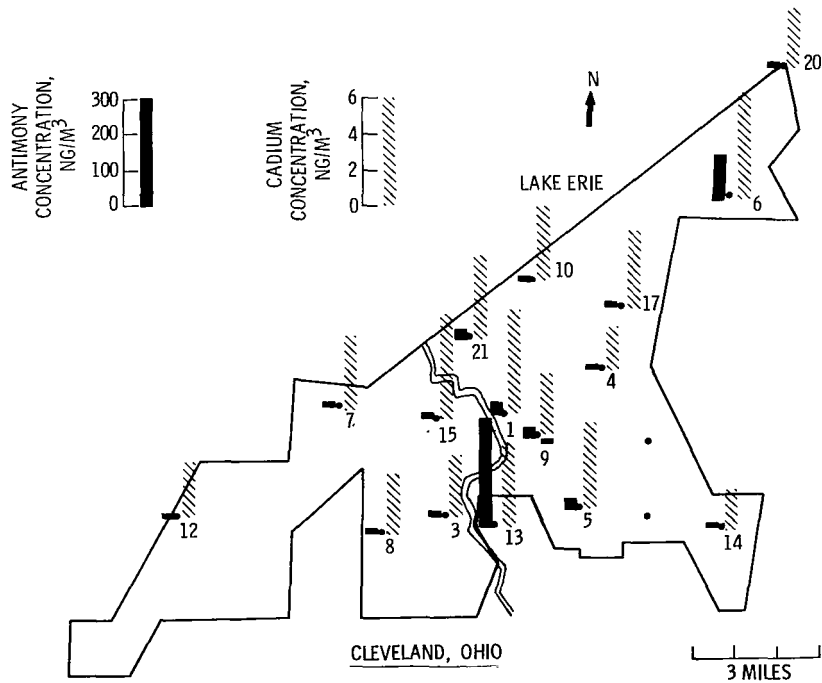 ANTIMONY
CONCENTRATION,
NG/M3
300
200
100
0
CADIUM
CONCENTRATION,
NG/M3
6
4
2
0
N
LAKE ERIE
20
6
10
17
21
4
7
15
1
9
12
8
3
13
5
14
CLEVELAND, OHIO
3 MILES